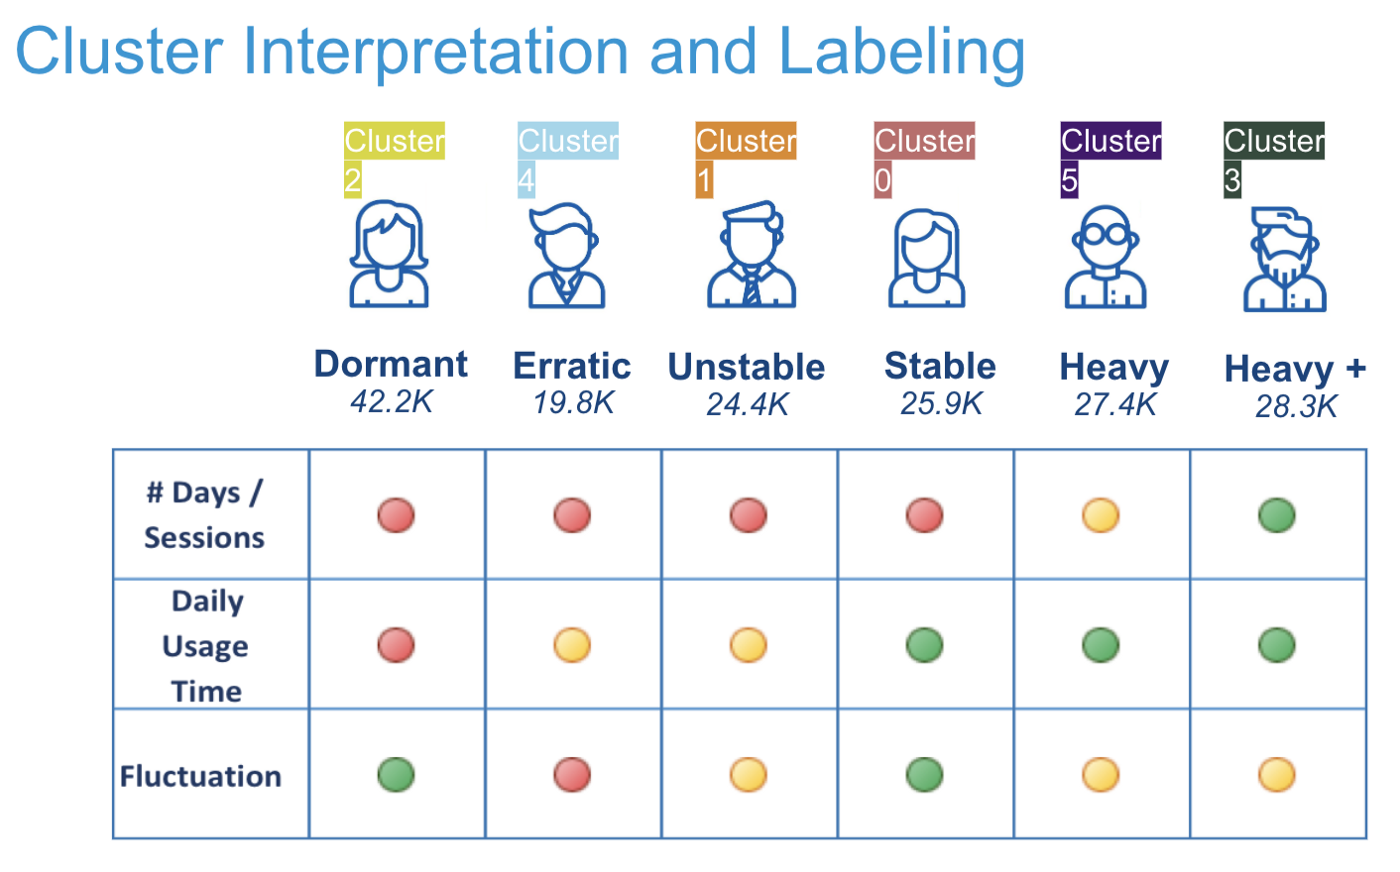 Cluster Interpretation and Labeling
Cluster
2
Cluster
4
Cluster
1
Cluster
0
Cluster
5
Cluster
3
Dormant
42.2K
Erratic
19.8K
Unstable
24.4K
Stable
25.9K
Heavy
27.4K
Heavy +
28.3K
# Days /
Sessions
Daily
Usage
Time
Fluctuation